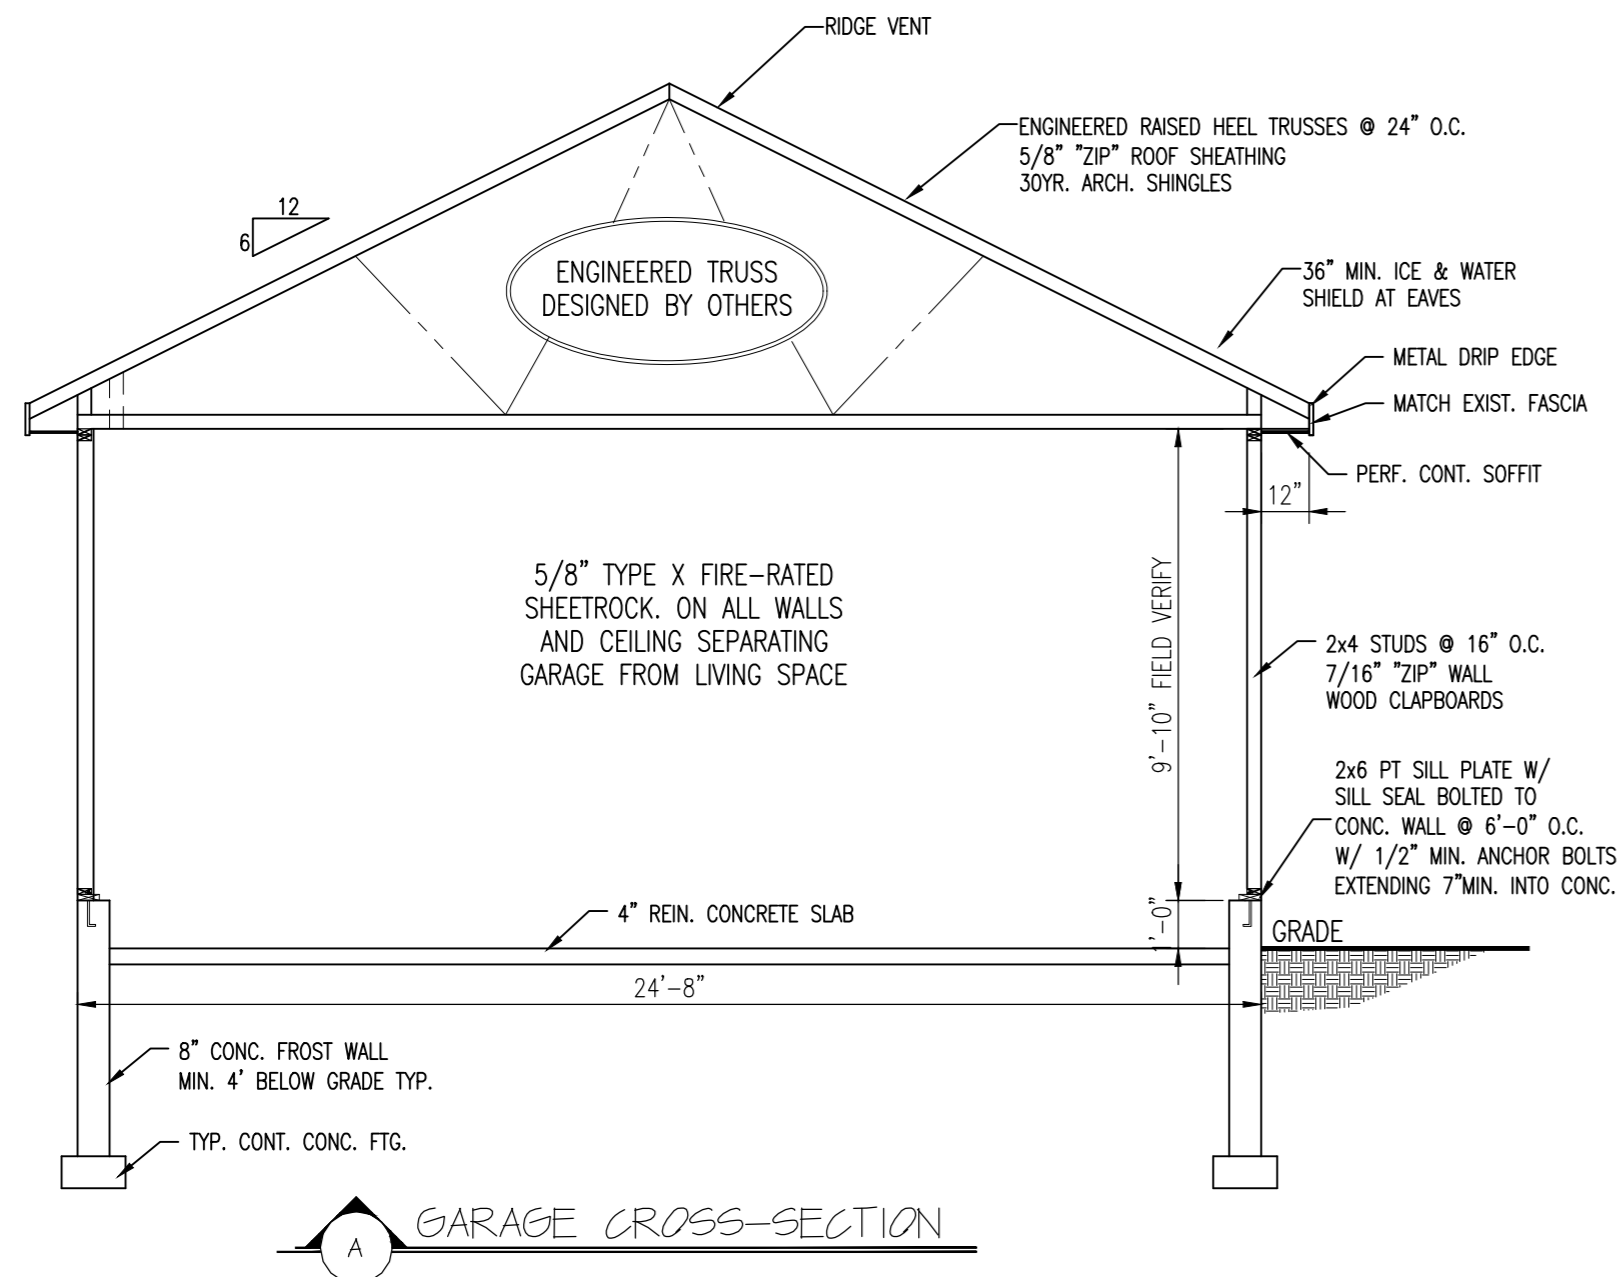 RIDGE VENT
ENGINEERED RAISED HEEL TRUSSES @ 24" O.C.
5/8" "ZIP" ROOF SHEATHING
30YR. ARCH. SHINGLES
12
6
ENGINEERED TRUSS
DESIGNED BY OTHERS
36" MIN. ICE & WATER
SHIELD AT EAVES
METAL DRIP EDGE
MATCH EXIST. FASCIA
PERF. CONT. SOFFIT
12"
5/8" TYPE X FIRE-RATED
SHEETROCK. ON ALL WALLS
AND CEILING SEPARATING
GARAGE FROM LIVING SPACE
9'-10" FIELD VERIFY
2x4 STUDS @ 16" O.C.
7/16" "ZIP" WALL
WOOD CLAPBOARDS
2x6 PT SILL PLATE W/
SILL SEAL BOLTED TO
CONC. WALL @ 6'-0" O.C.
W/ 1/2" MIN. ANCHOR BOLTS
EXTENDING 7"MIN. INTO CONC.
4" REIN. CONCRETE SLAB
1'-0"
GRADE
24'-8"
8" CONC. FROST WALL
MIN. 4' BELOW GRADE TYP.
TYP. CONT. CONC. FTG.
A
GARAGE CROSS-SECTION